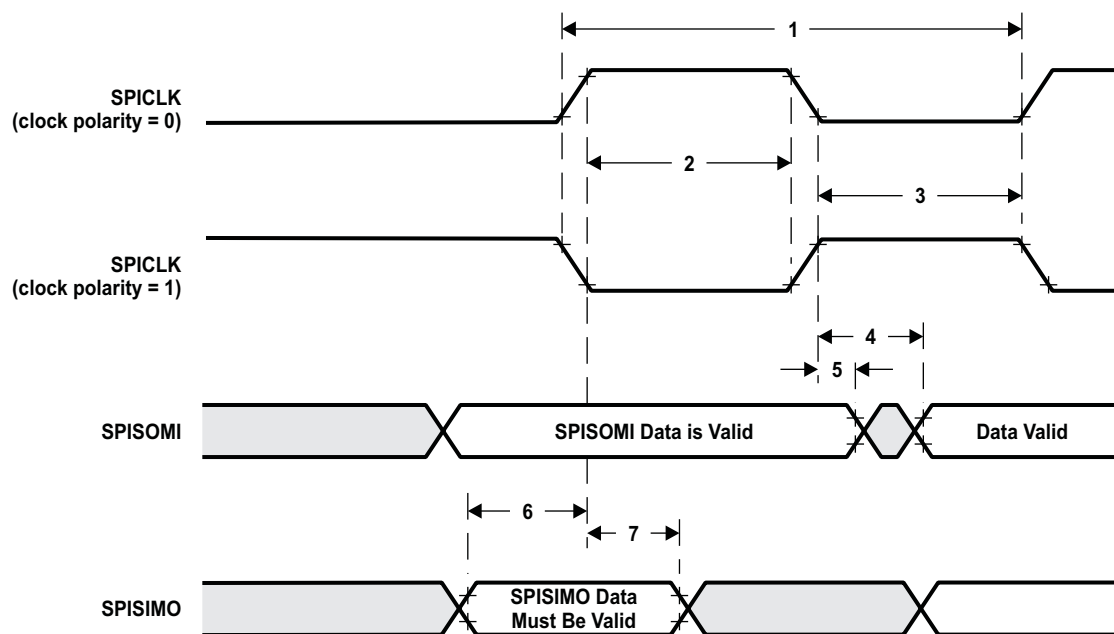 1
SPICLK
(clock polarity = 0)
2
3
SPICLK
(clock polarity = 1)
4
5
SPISOMI
SPISOMI Data is Valid
Data Valid
6
7
SPISIMO
SPISIMO Data
Must Be Valid